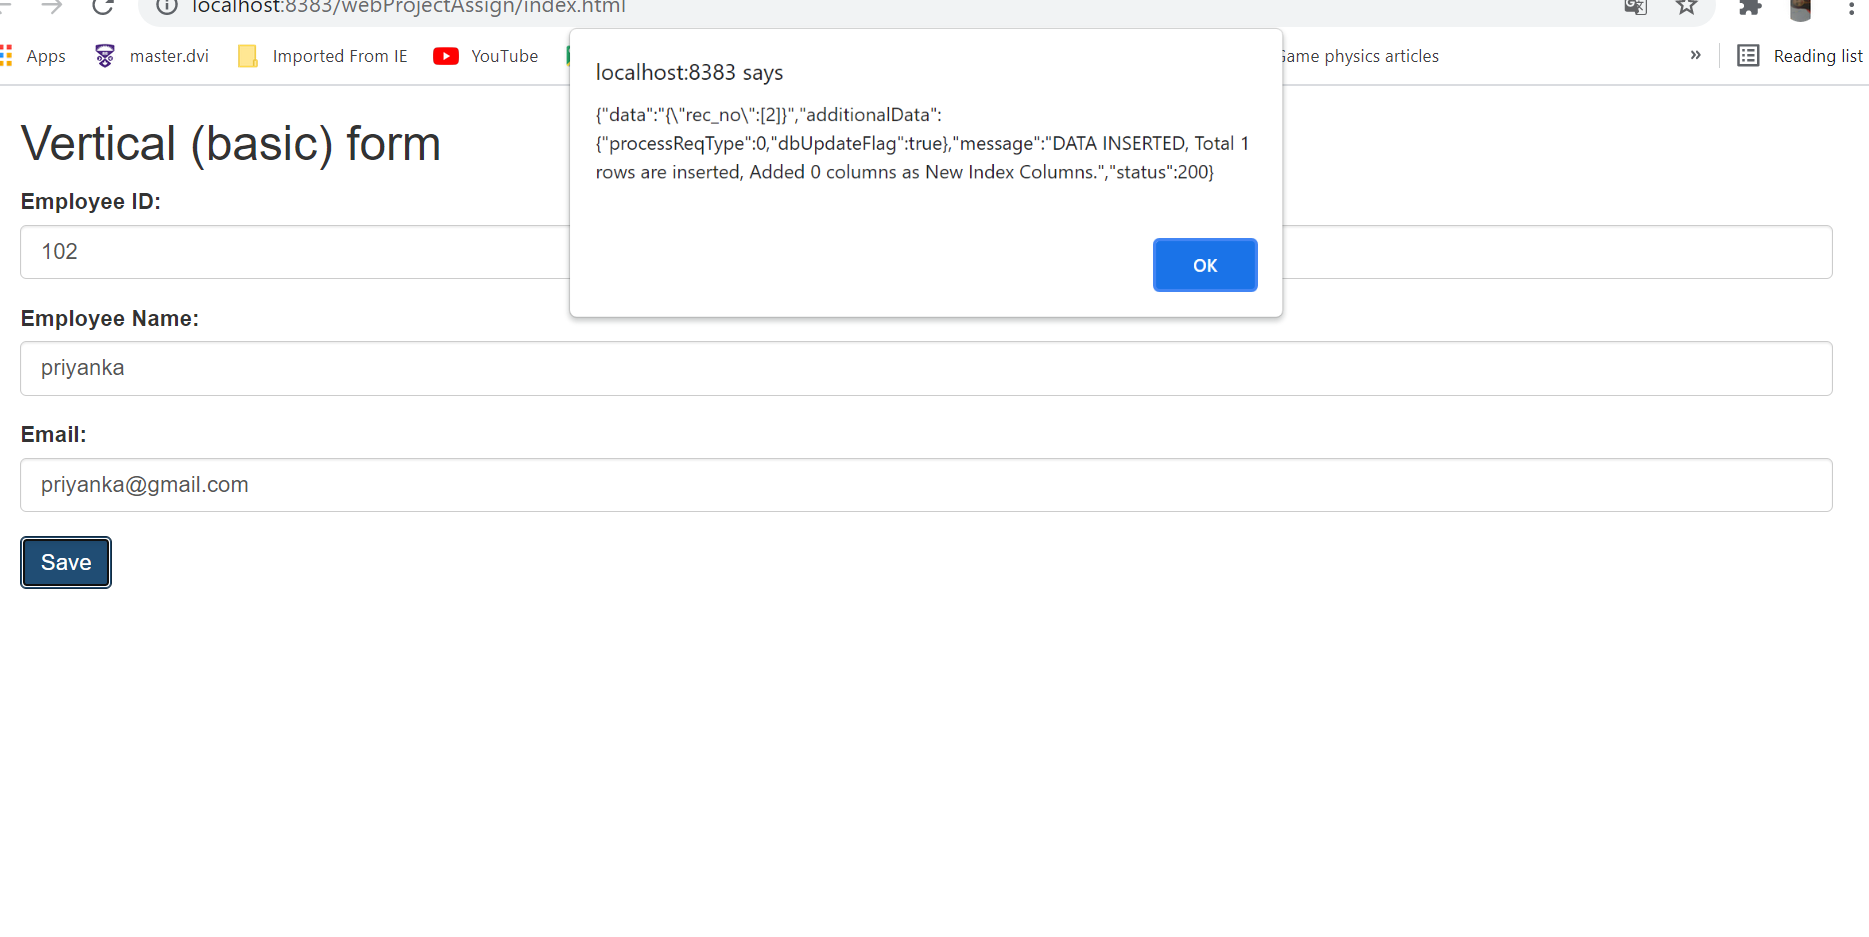 localhost:8383/webProjectAssign/index.html
Apps master.dvi Imported From IE YouTube Game physics articles » Reading list
localhost:8383 says
{"data":"{\"rec_no\":[2]}","additionalData":
{"processReqType":0,"dbUpdateFlag":true},"message":"DATA INSERTED, Total 1
rows are inserted, Added 0 columns as New Index Columns.","status":200}
OK
Vertical (basic) form
Employee ID:
102
Employee Name:
priyanka
Email:
priyanka@gmail.com
Save